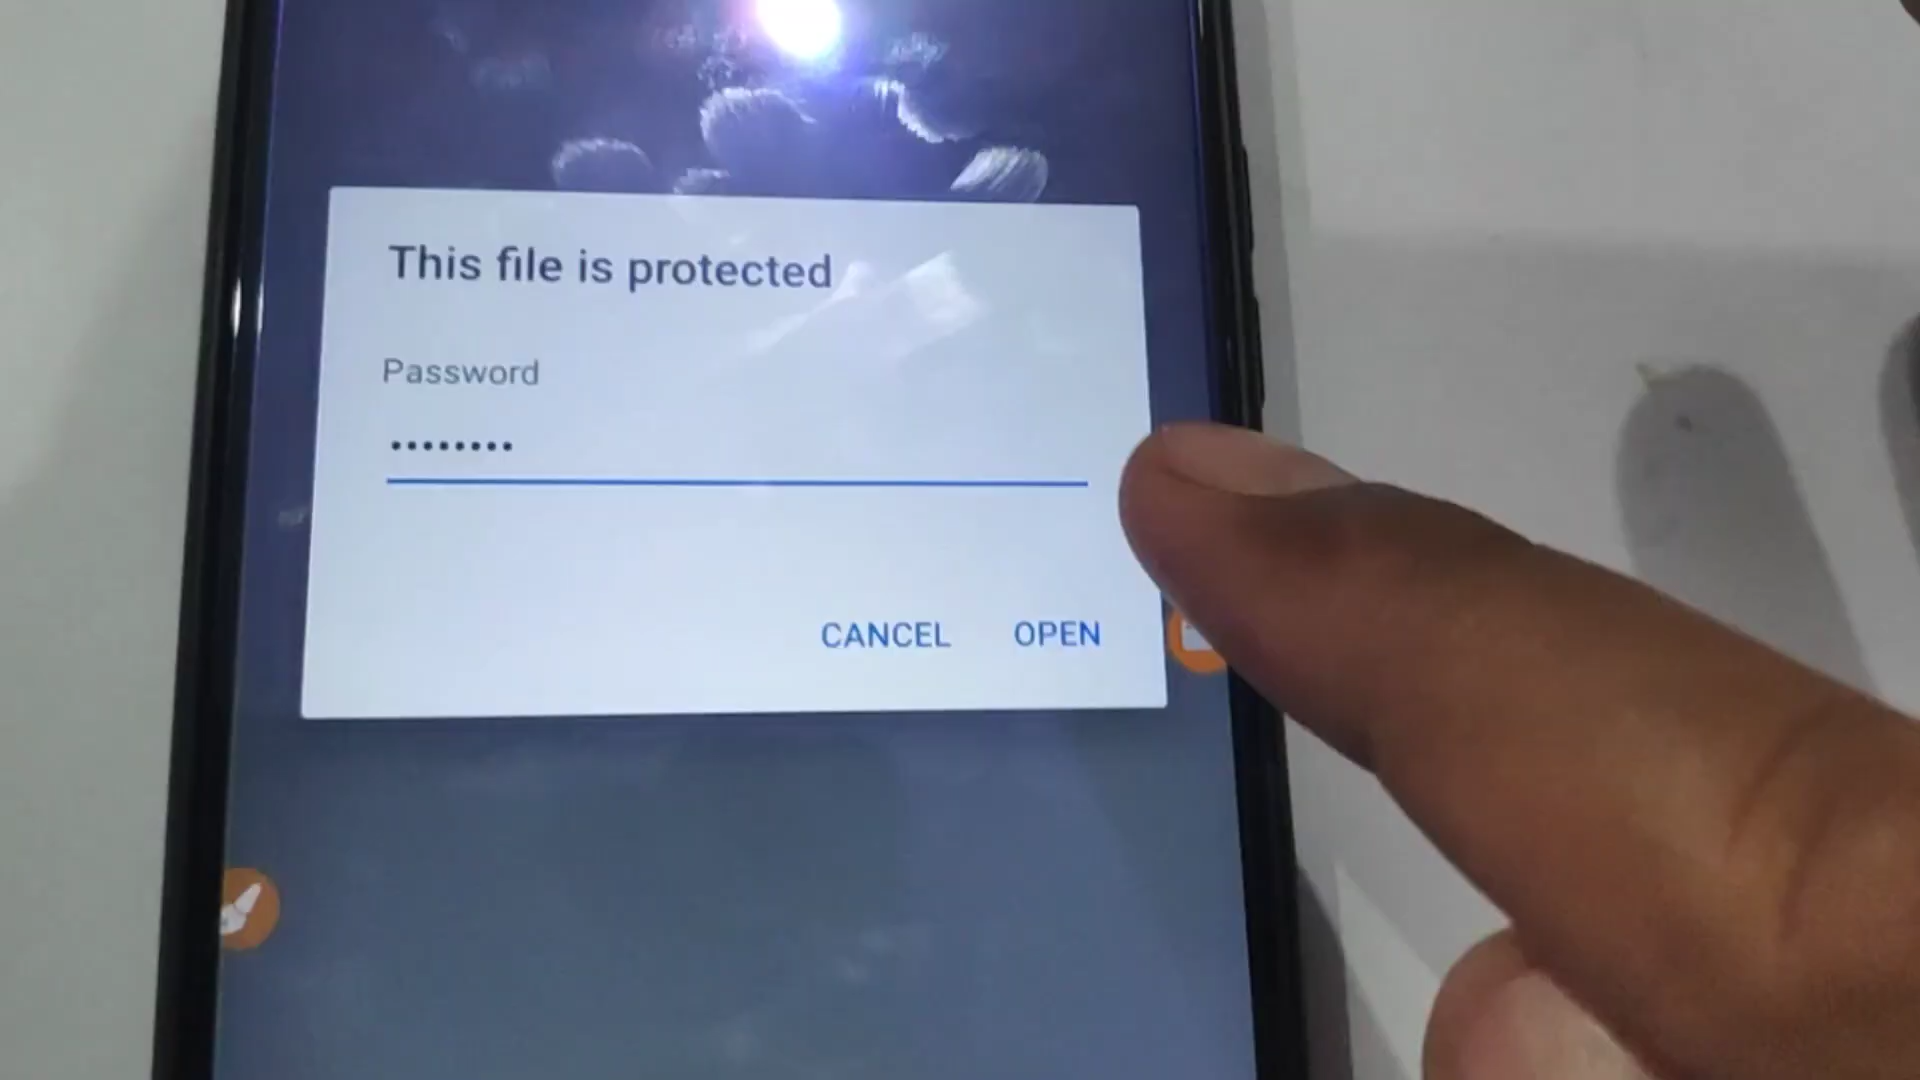 This file is protected
Password
••••••••
CANCEL OPEN